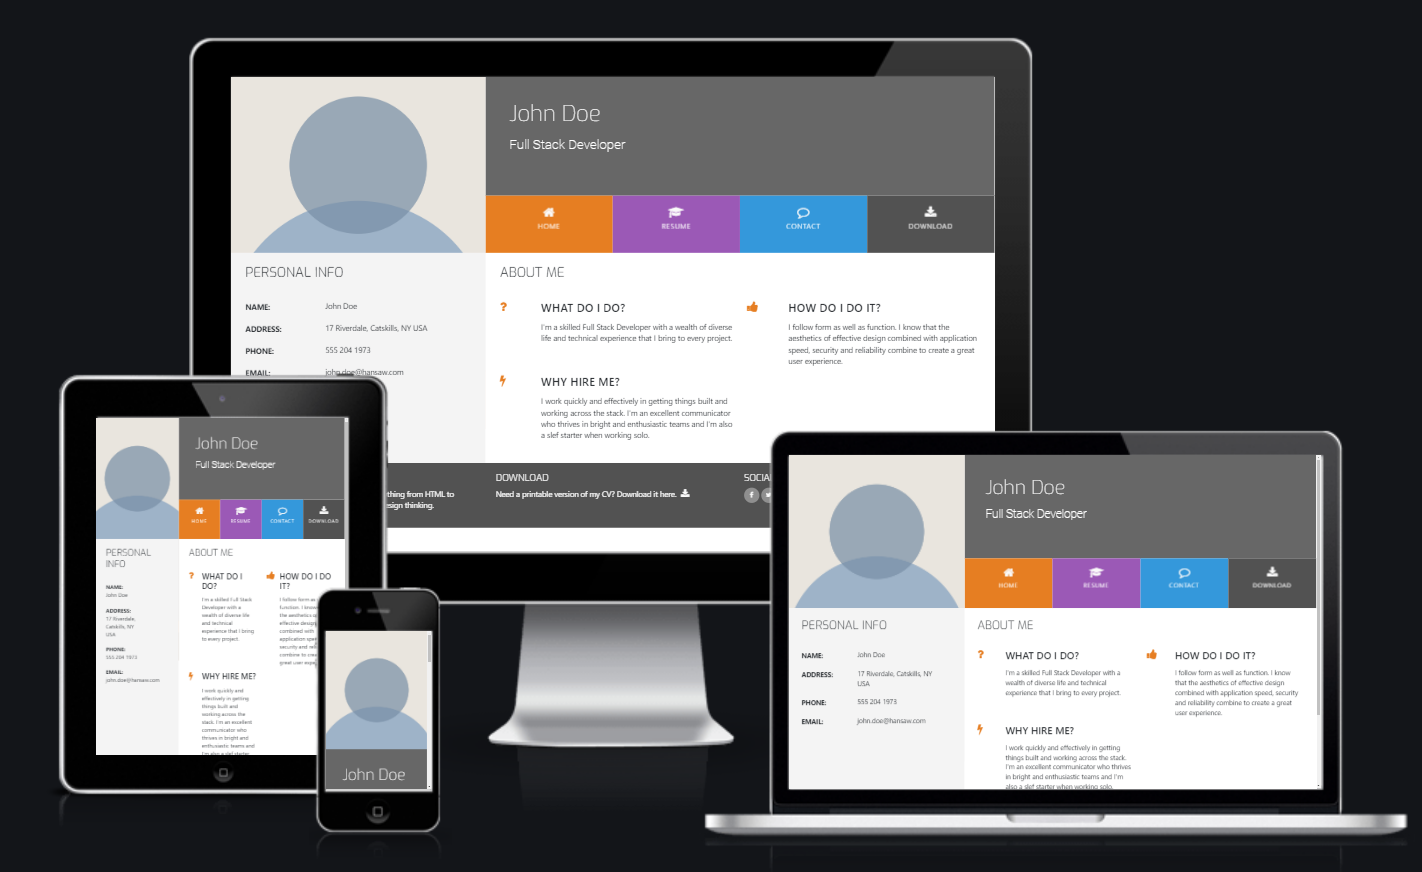 John Doe
Full Stack Developer
HOME
RESUME
CONTACT
DOWNLOAD
PERSONAL INFO
NAME:
John Doe
ADDRESS:
17 Riverdale, Catskills, NY USA
PHONE:
555 204 1973
EMAIL:
john.doe@hansaw.com
ABOUT ME
?
WHAT DO I DO?
I'm a skilled Full Stack Developer with a wealth of diverse
life and technical experience that I bring to every project.
HOW DO I DO IT?
I follow form as well as function. I know that the
aesthetics of effective design combined with application
speed, security and reliability combine to create a great
user experience.
WHY HIRE ME?
I work quickly and effectively in getting things built and
working across the stack. I'm an excellent communicator
who thrives in bright and enthusiastic teams and I'm also
a slef starter when working solo.
thing from HTML to
sign thinking.
DOWNLOAD
Need a printable version of my CV? Download it here.
SOCIA
John Doe
Full Stack Developer
HOME
RESUME
CONTACT
DOWNLOAD
PERSONAL
INFO
NAME:
John Doe
ADDRESS:
17 Riverdale,
Catskills, NY
USA
PHONE:
555 204 1973
EMAIL:
john.doe@hansaw.com
ABOUT ME
?
WHAT DO I
DO?
I'm a skilled Full Stack
Developer with a
wealth of diverse life
and technical
experience that I bring
to every project.
HOW DO I DO
IT?
I follow form as
function. I know
the aesthetics
effective design
combined with
application
security and
combine to
great
WHY HIRE ME?
I work quickly and
effectively in getting
things built and
working across the
stack. I'm an excellent
communicator who
thrives in bright and
enthusiastic teams and
I'm also a slef starter
John Doe
John Doe
Full Stack Developer
HOME
RESUME
CONTACT
DOWNLOAD
PERSONAL INFO
NAME:
John Doe
ADDRESS:
17 Riverdale, Catskills, NY
USA
PHONE:
555 204 1973
EMAIL:
john.doe@hansaw.com
ABOUT ME
?
WHAT DO I DO?
I'm a skilled Full Stack Developer with a
wealth of diverse life and technical
experience that I bring to every project.
HOW DO I DO IT?
I follow form as well as function. I know
that the aesthetics of effective design
combined with application speed, security
and reliability combine to create a great
user experience.
WHY HIRE ME?
I work quickly and effectively in getting
things built and working across the stack.
I'm an excellent communicator who thrives
in bright and enthusiastic teams and I'm
also a slef starter when working solo.